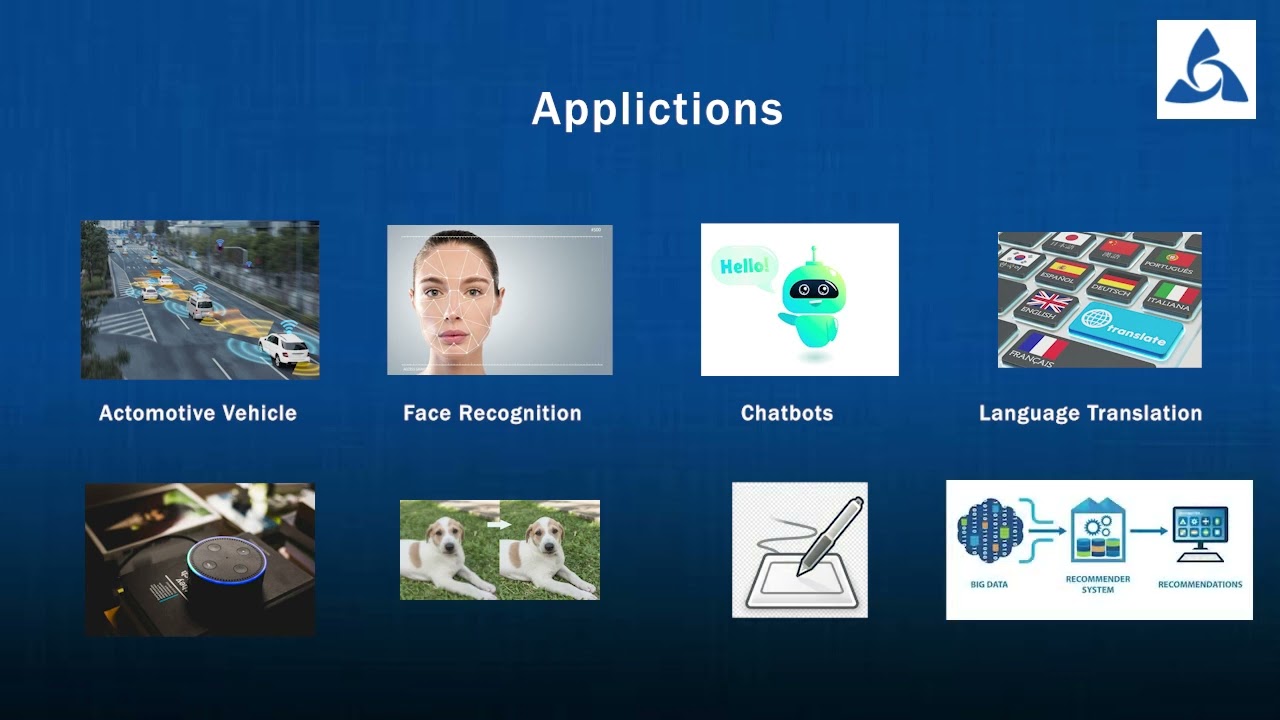 Applictions
Hello!
ESPAÑOL
DEUTSCH
PORTUGUÊS
ITALIANA
ENGLISH
translate
FRANÇAIS
Actomotive Vehicle
Face Recognition
Chatbots
Language Translation
BIG DATA
RECOMMENDER
SYSTEM
RECOMMENDATIONS